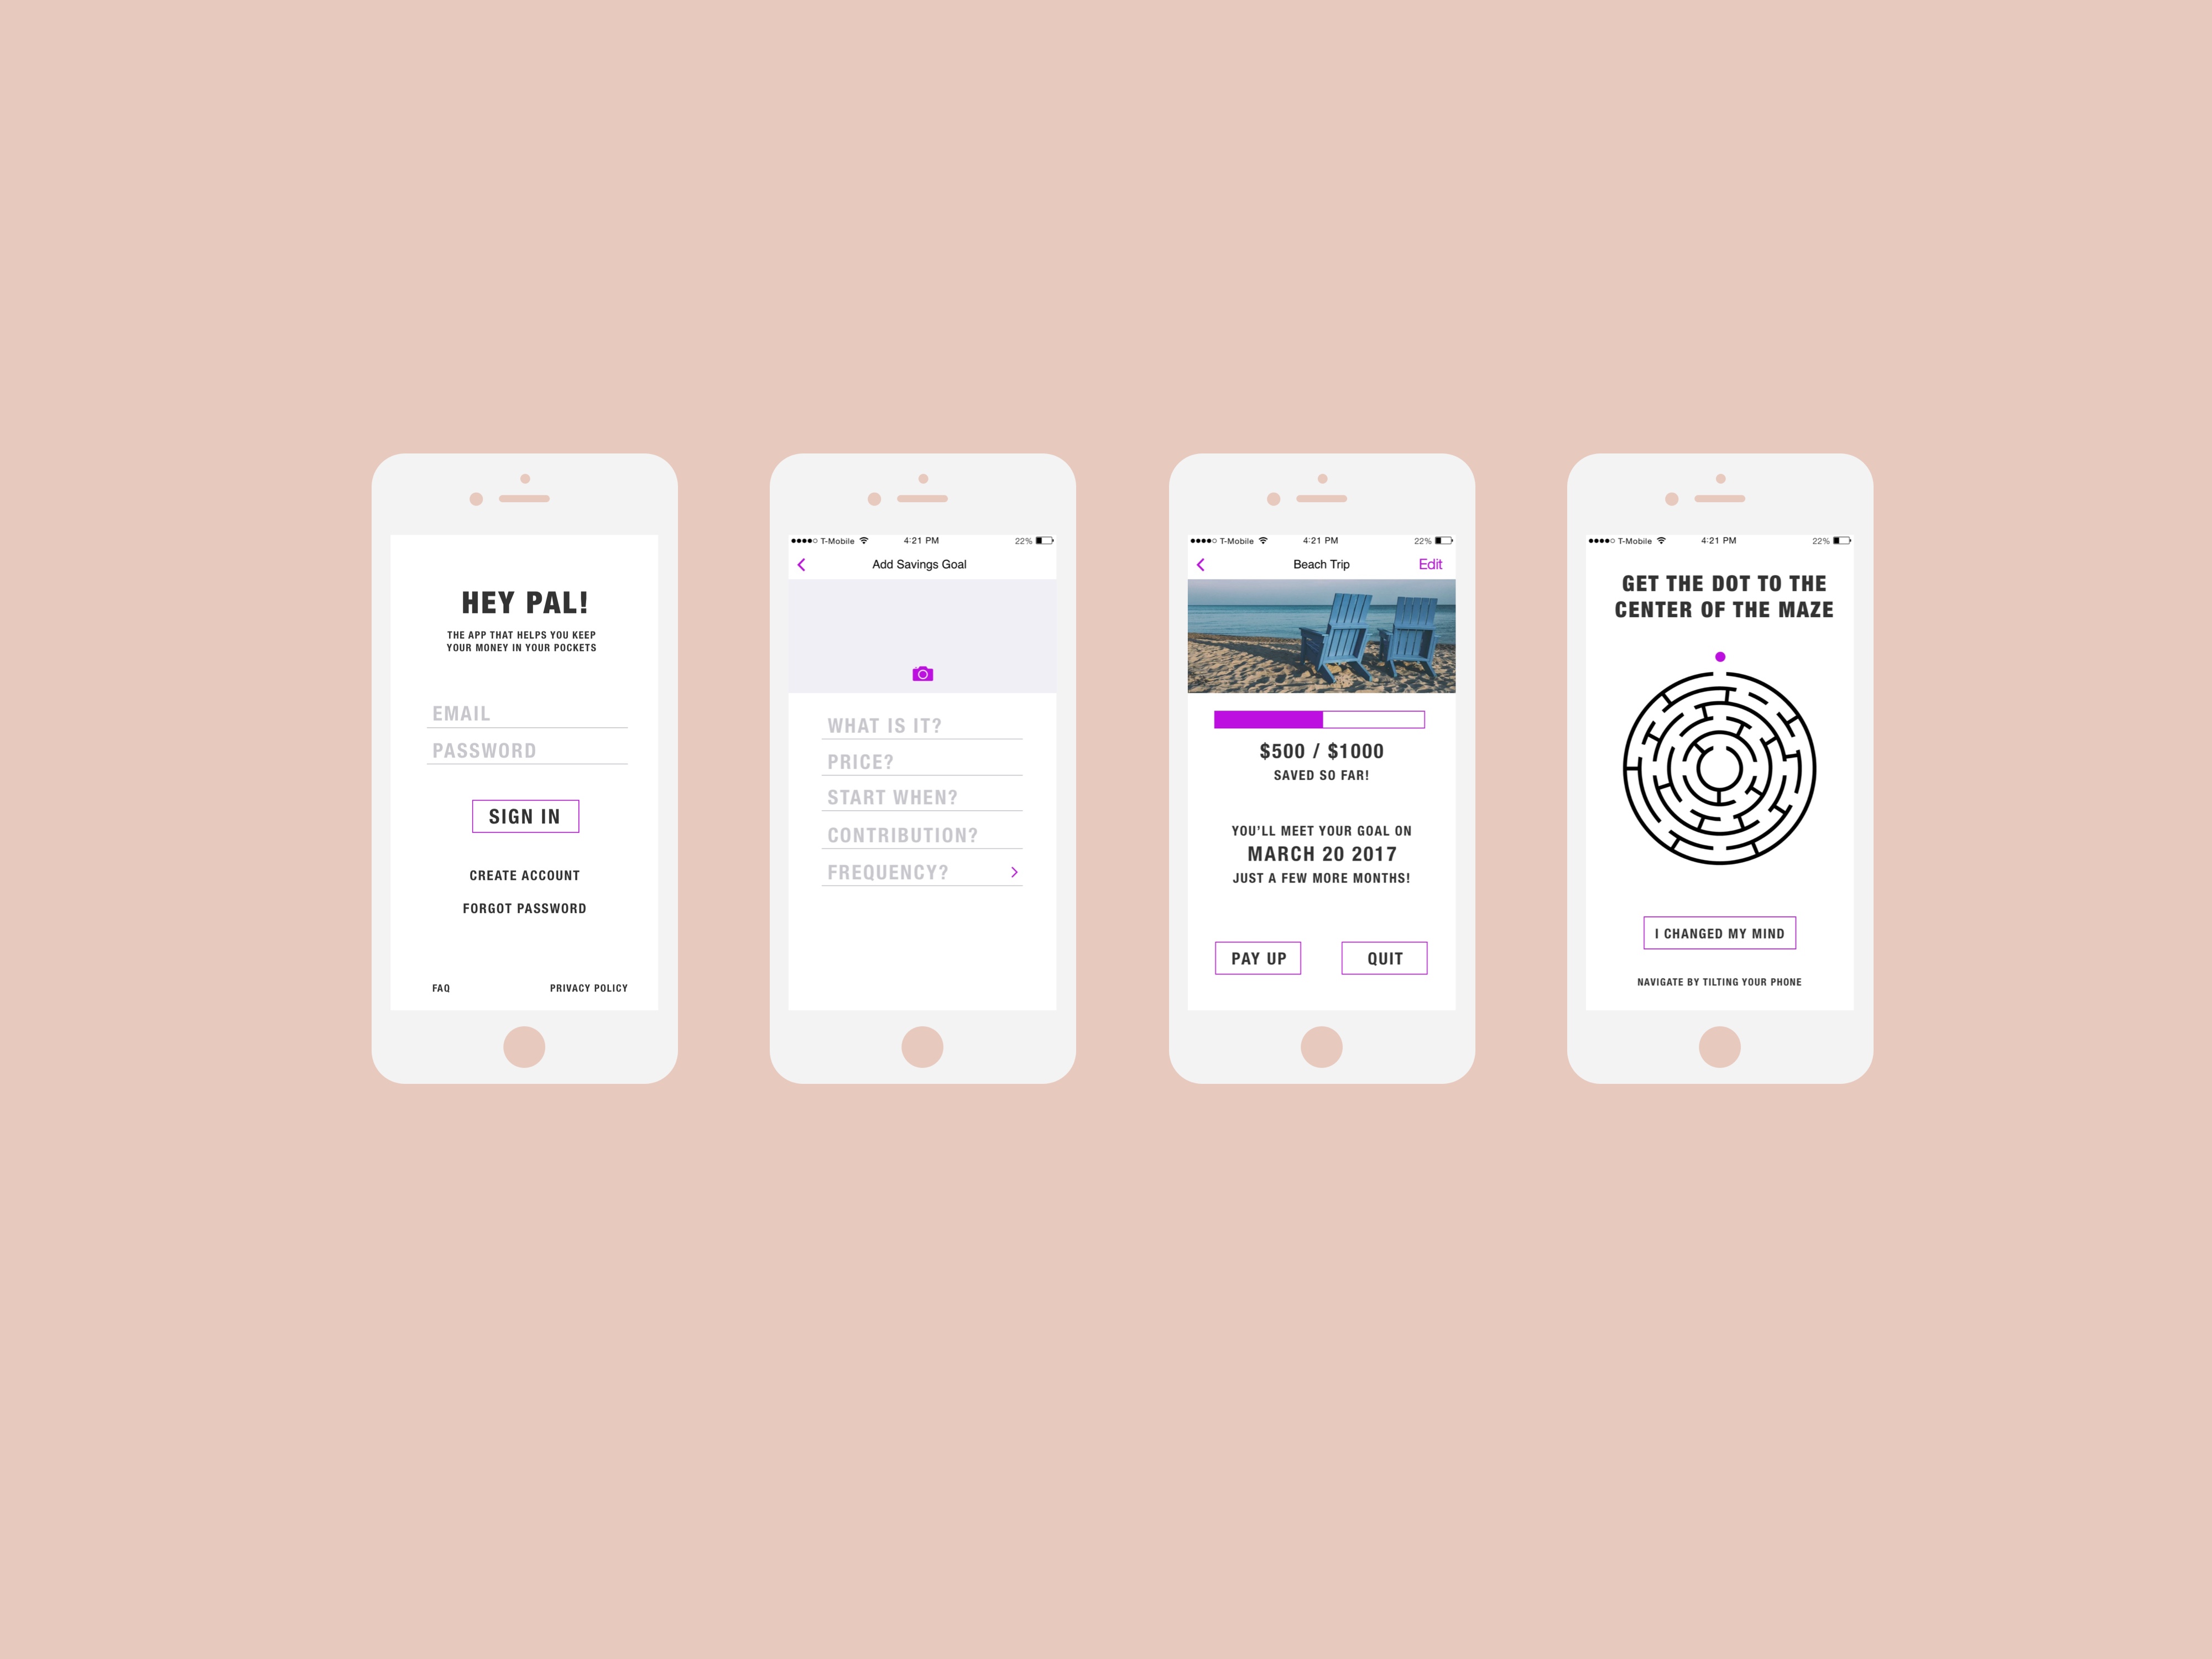 HEY PAL!
THE APP THAT HELPS YOU KEEP
YOUR MONEY IN YOUR POCKETS
EMAIL
PASSWORD
SIGN IN
CREATE ACCOUNT
FORGOT PASSWORD
FAQ
PRIVACY POLICY
T-Mobile
4:21 PM
22%
Add Savings Goal
WHAT IS IT?
PRICE?
START WHEN?
CONTRIBUTION?
FREQUENCY?
T-Mobile
4:21 PM
22%
Beach Trip
Edit
$500 / $1000
SAVED SO FAR!
YOU'LL MEET YOUR GOAL ON
MARCH 20 2017
JUST A FEW MORE MONTHS!
PAY UP
QUIT
T-Mobile
4:21 PM
22%
GET THE DOT TO THE
CENTER OF THE MAZE
I CHANGED MY MIND
NAVIGATE BY TILTING YOUR PHONE